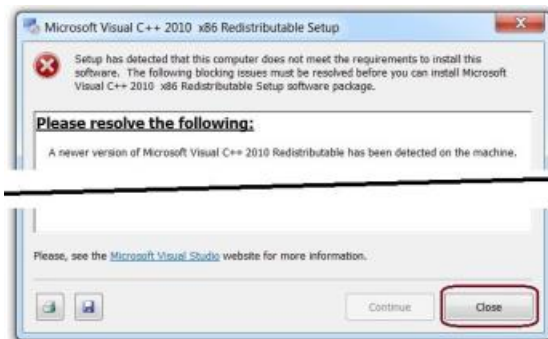 Microsoft Visual C++ 2010 x86 Redistributable Setup
Setup has detected that this computer does not meet the requirements to install this
software. The following blocking issues must be resolved before you can install Microsoft
Visual C++ 2010 x86 Redistributable Setup software package.
Please resolve the following:
A newer version of Microsoft Visual C++ 2010 Redistributable has been detected on the machine.
Please, see the Microsoft Visual Studio website for more information.
Continue
Close